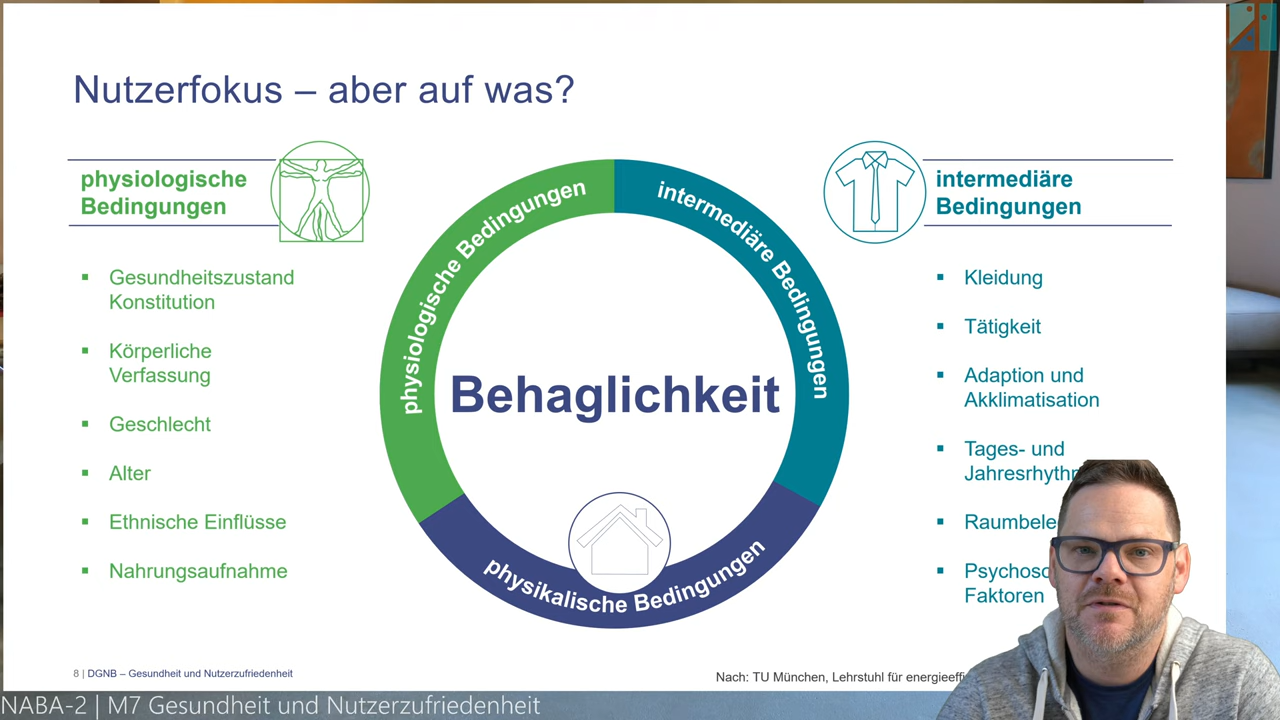 Nutzerfokus – aber auf was?
physiologische
Bedingungen
Gesundheitszustand
Konstitution
Körperliche
Verfassung
Geschlecht
Alter
Ethnische Einflüsse
Nahrungsaufnahme
physiologische Bedingungen
intermediäre Bedingungen
Behaglichkeit
physikalische Bedingungen
intermediäre
Bedingungen
Kleidung
Tätigkeit
Adaption und
Akklimatisation
Tages- und
Faktoren
8 | DGNB – Gesundheit und Nutzerzufriedenheit
Nach: TU München, Lehrstuhl für
NABA-2 | M7 Gesundheit und Nutzerzufriedenheit